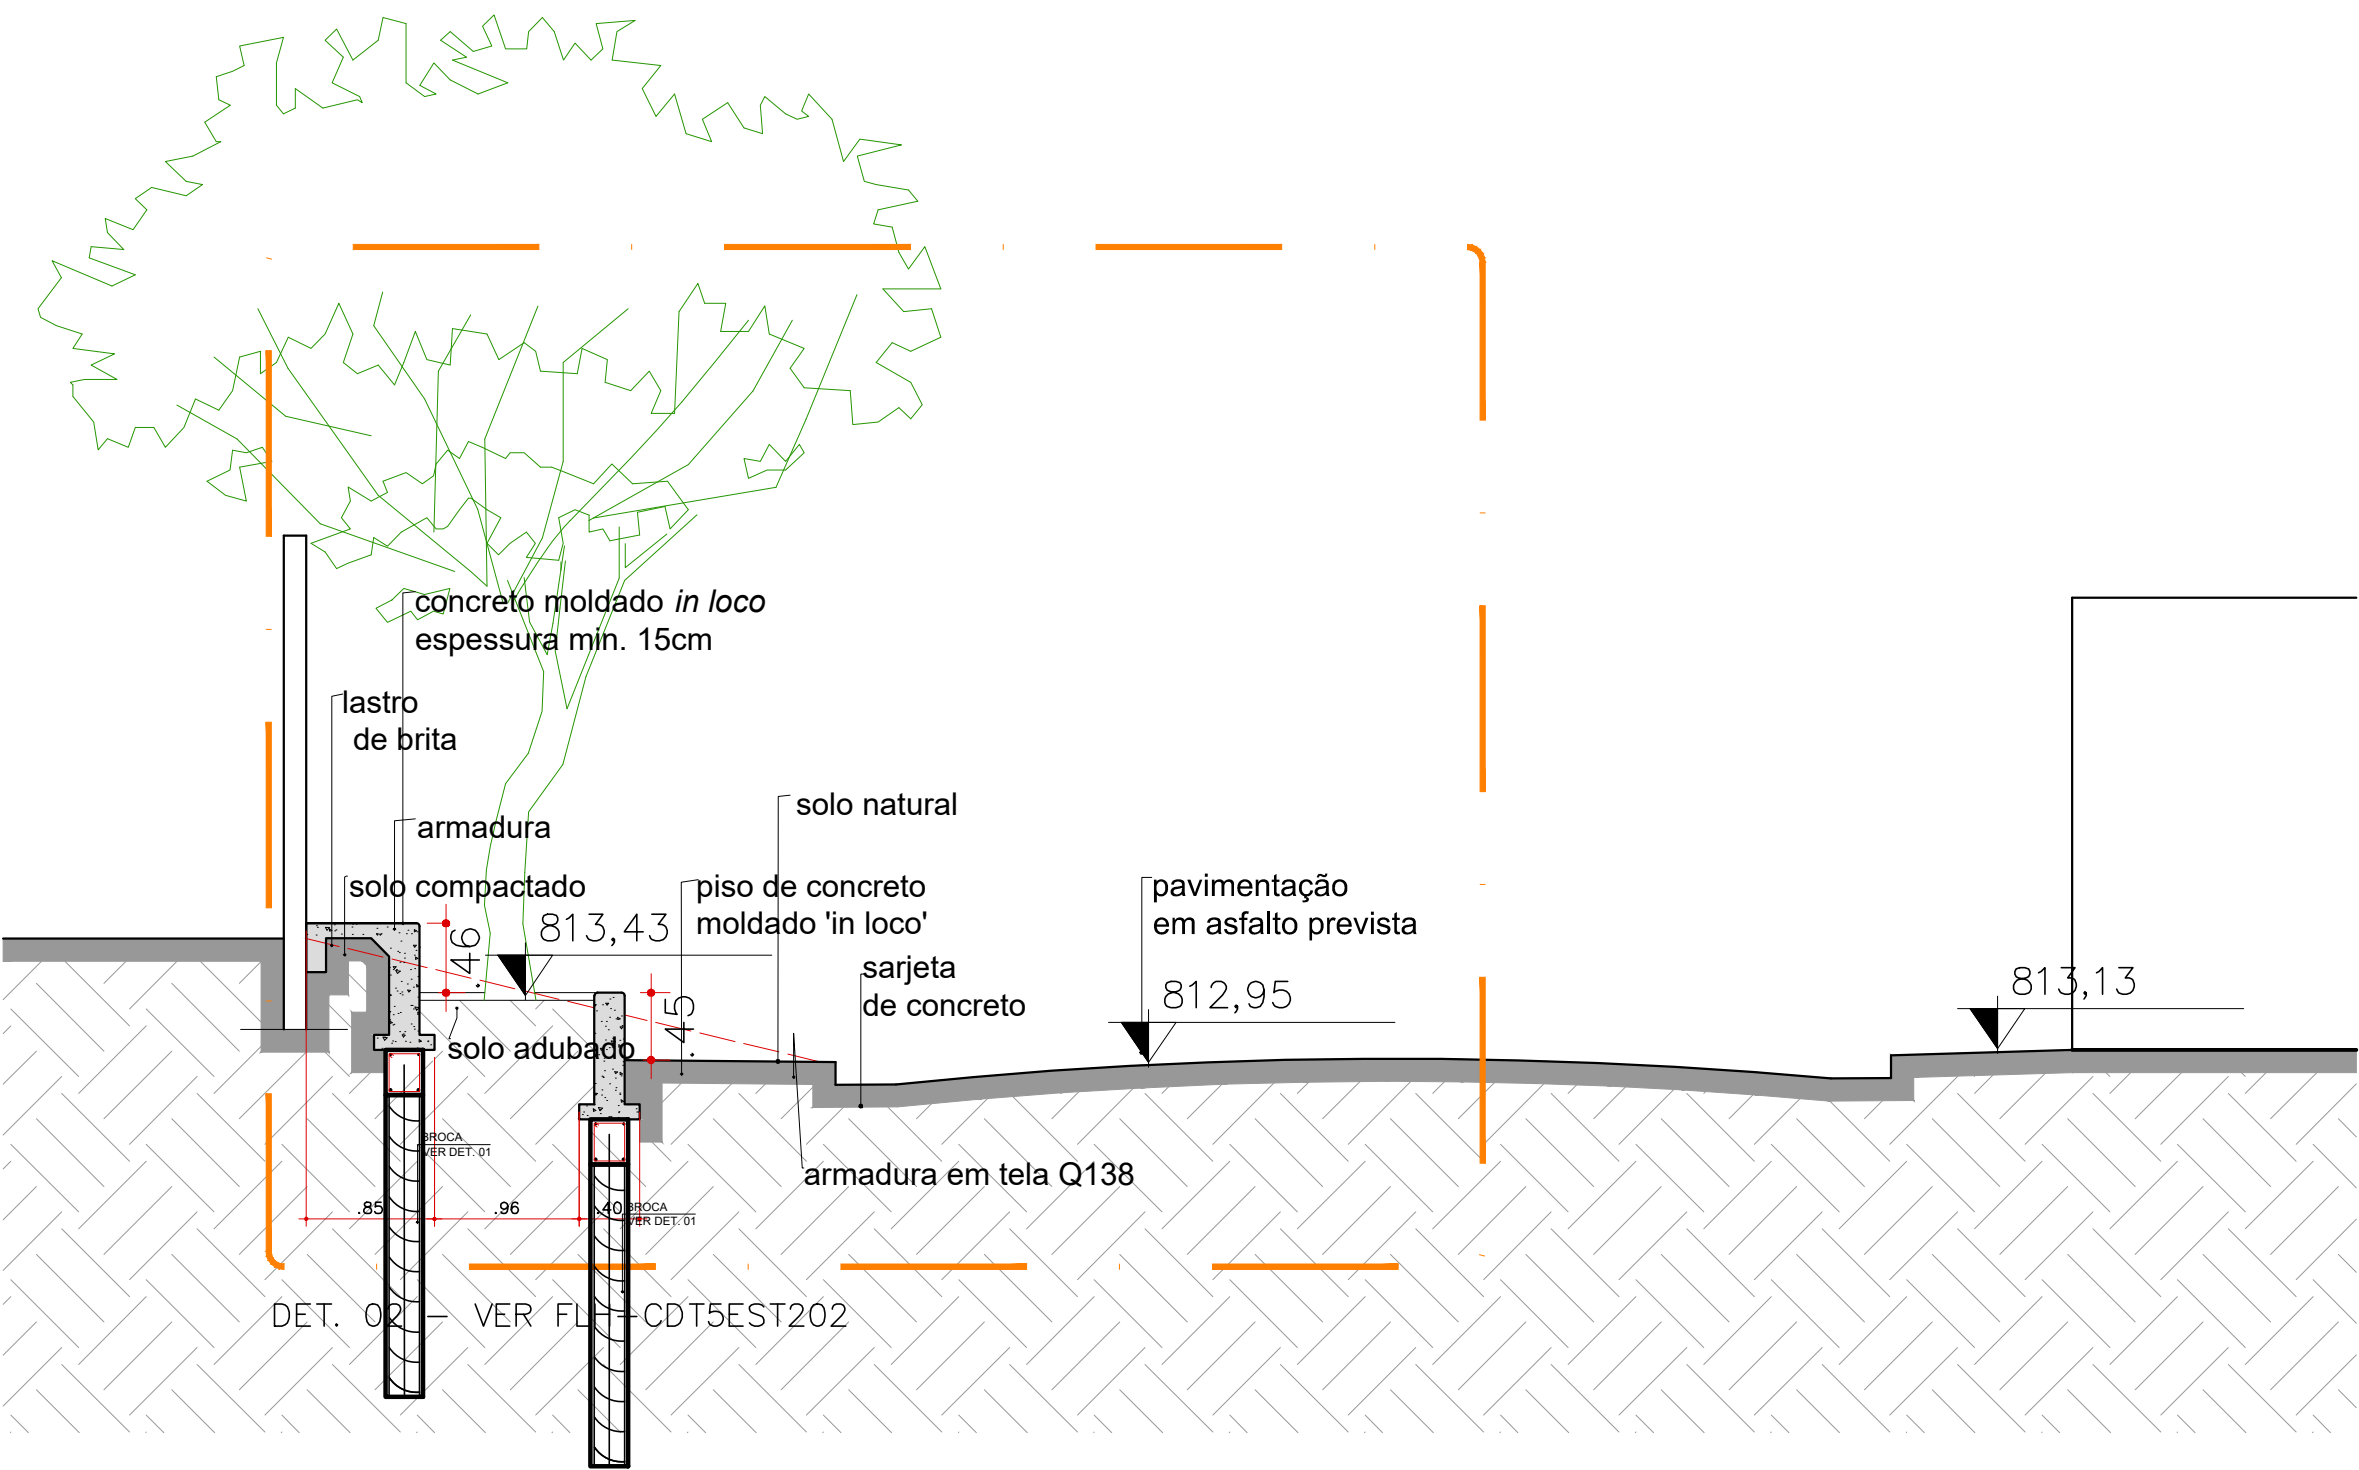 concreto moldado in loco
espessura min. 15cm
lastro
de brita
armadura
solo compactado
solo natural
piso de concreto
moldado 'in loco'
pavimentação
em asfalto prevista
813,43
.46
.45
sarjeta
de concreto
812,95
813,13
solo adubado
BROCA
VER DET. 01
armadura em tela Q138
.85
.96
.40
BROCA
VER DET. 01
DET. 02 - VER FLH-CDT5EST202